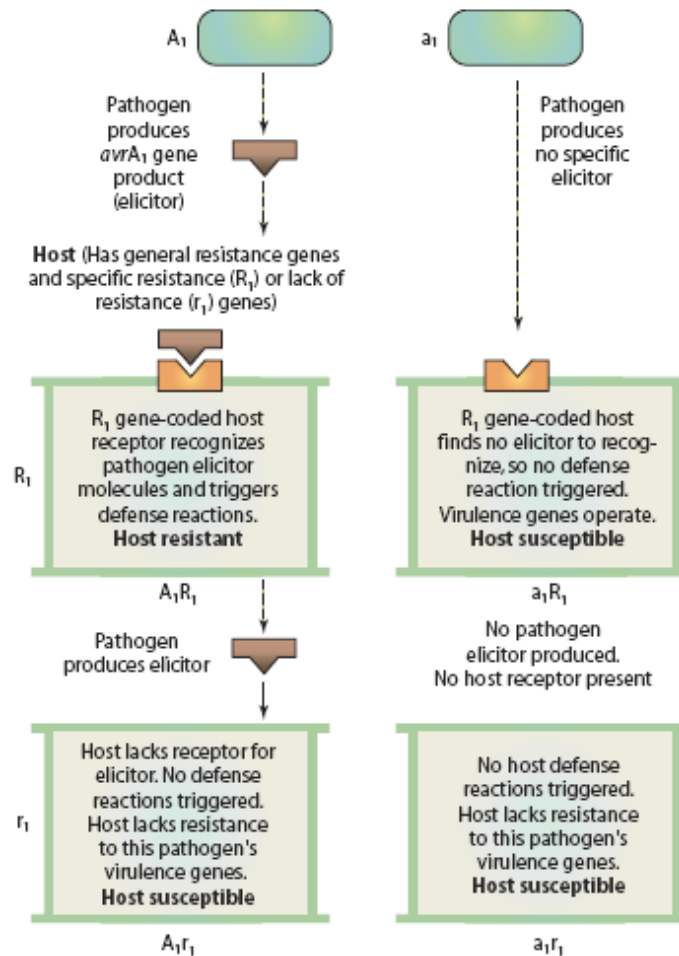 A₁
a₁
Pathogen
produces
avrA₁ gene
product
(elicitor)
Pathogen
produces
no specific
elicitor
Host (Has general resistance genes
and specific resistance (R₁) or lack of
resistance (r₁) genes)
R₁
R₁ gene-coded host
receptor recognizes
pathogen elicitor
molecules and triggers
defense reactions.
Host resistant
R₁ gene-coded host
finds no elicitor to recog-
nize, so no defense
reaction triggered.
Virulence genes operate.
Host susceptible
A₁R₁
a₁R₁
Pathogen
produces elicitor
No pathogen
elicitor produced.
No host receptor present
r₁
Host lacks receptor for
elicitor. No defense
reactions triggered.
Host lacks resistance
to this pathogen's
virulence genes.
Host susceptible
No host defense
reactions triggered.
Host lacks resistance
to this pathogen's
virulence genes.
Host susceptible
A₁r₁
a₁r₁